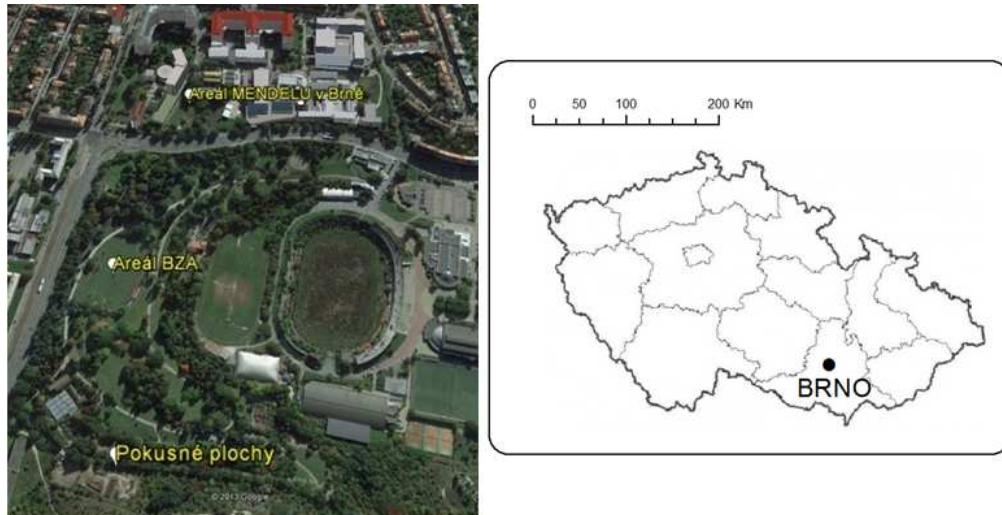 Areál MENDELU v Brně
Areál BZA
Pokusné plochy
© 2013 Google
0 50 100 200 Km
BRNO